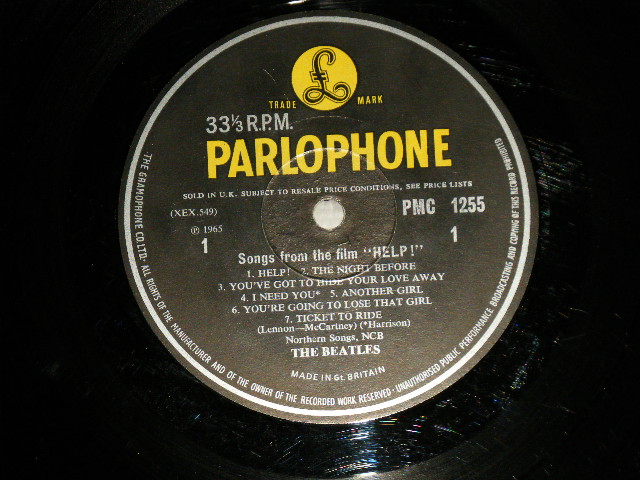 £
TRADE MARK
33⅓ R.P.M.
PARLOPHONE
SOLD IN U.K. SUBJECT TO RESALE PRICE CONDITIONS, SEE PRICE LISTS
(XEX.549)
PMC 1255
℗ 1965
1
1
Songs from the film "HELP!"
1. HELP! 2. THE NIGHT BEFORE
3. YOU'VE GOT TO HIDE YOUR LOVE AWAY
4. I NEED YOU* 5. ANOTHER GIRL
6. YOU'RE GOING TO LOSE THAT GIRL
7. TICKET TO RIDE
(Lennon—McCartney) (*Harrison)
Northern Songs, NCB
THE BEATLES
MADE IN Gt. BRITAIN
THE GRAMOPHONE CO. LTD. · ALL RIGHTS OF THE MANUFACTURER AND OF THE OWNER OF THE RECORDED WORK RESERVED · UNAUTHORISED PUBLIC PERFORMANCE BROADCASTING AND COPYING OF THIS RECORD PROHIBITED